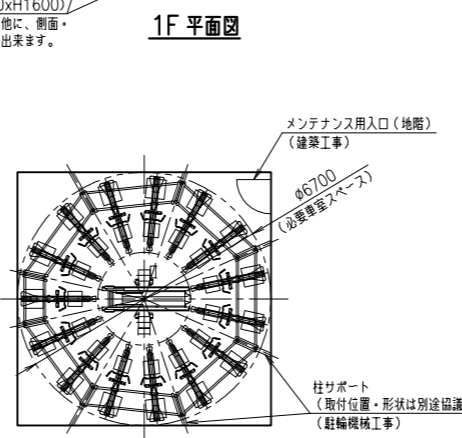 0xH1600)
他に、側面・
出来ます。
1F 平面図
メンテナンス用入口(地階)
(建築工事)
φ6700
(必要車室スペース)
柱サポート
(取付位置・形状は別途協議
(駐輪機械工事)